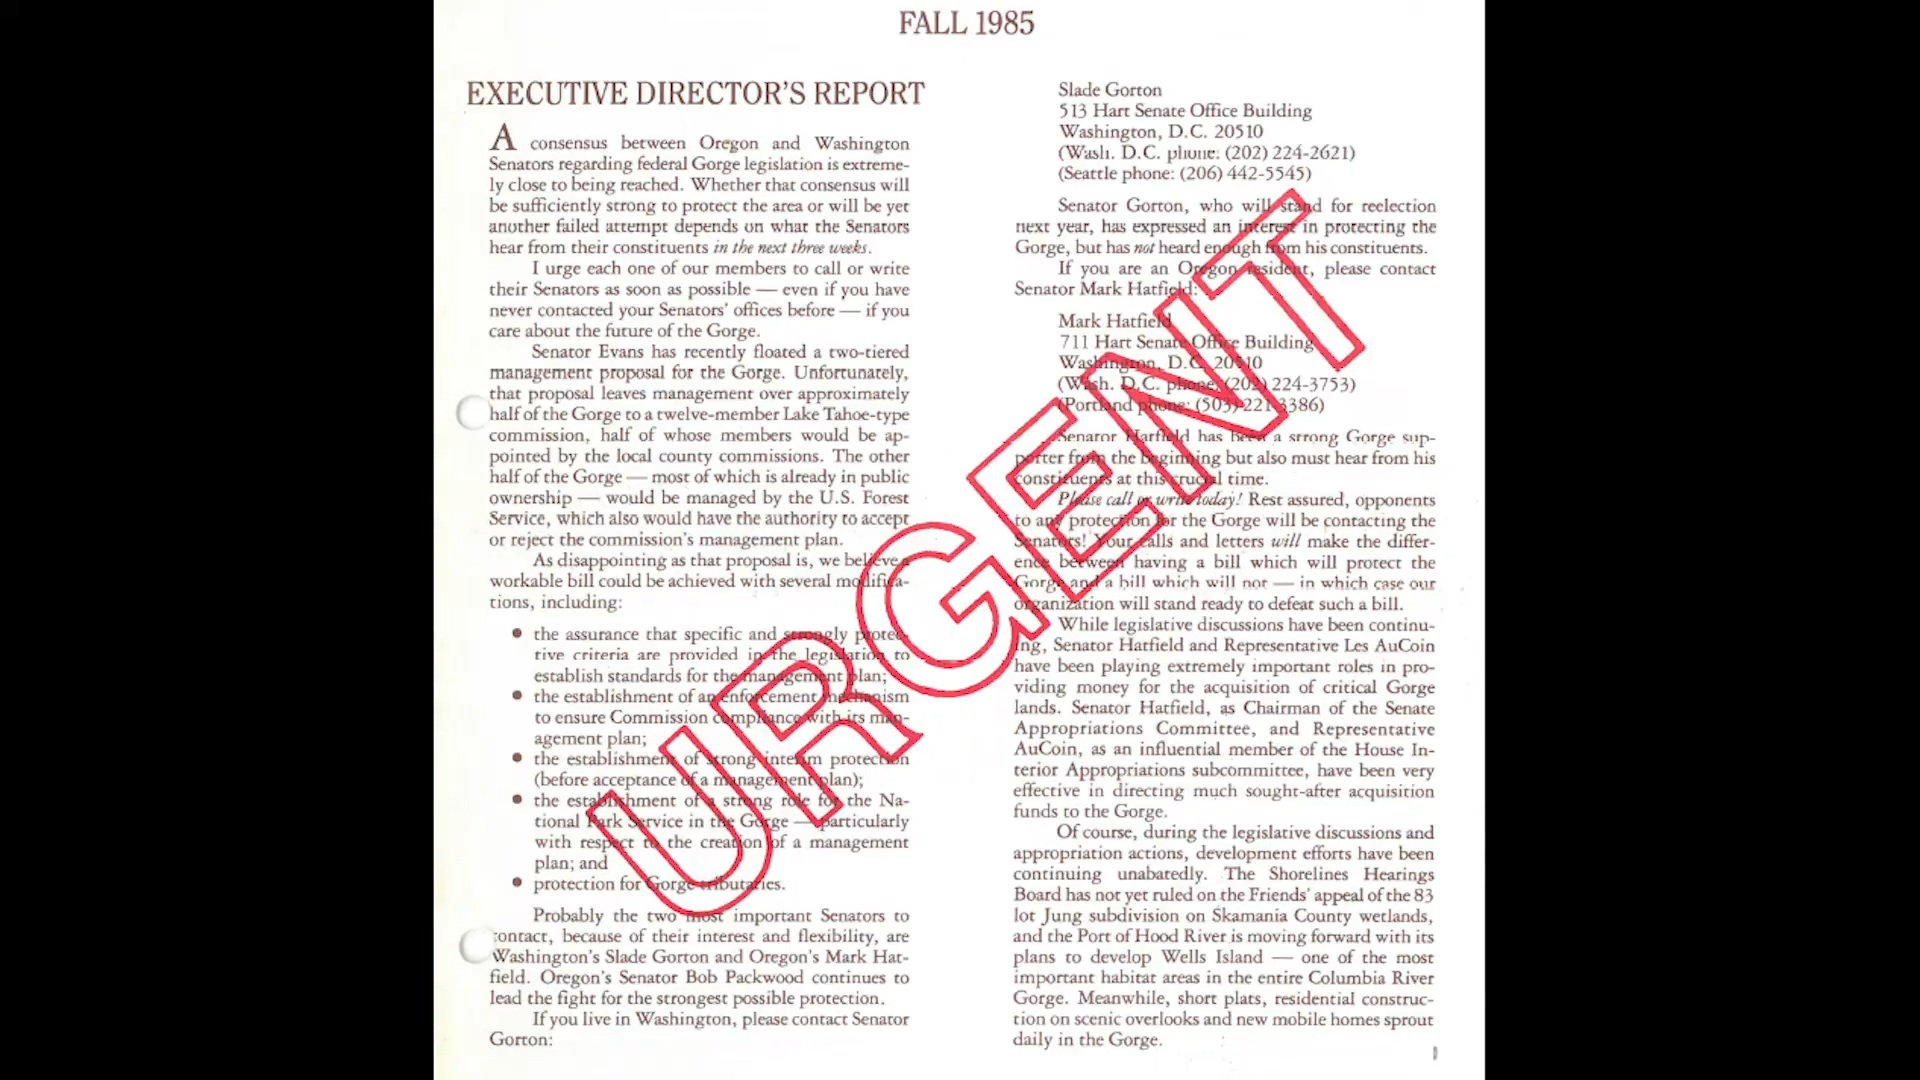 FALL 1985
EXECUTIVE DIRECTOR'S REPORT
A consensus between Oregon and Washington
Senators regarding federal Gorge legislation is extreme-
ly close to being reached. Whether that consensus will
be sufficiently strong to protect the area or will be yet
another failed attempt depends on what the Senators
hear from their constituents in the next three weeks.
I urge each one of our members to call or write
their Senators as soon as possible — even if you have
never contacted your Senators' offices before — if you
care about the future of the Gorge.
Senator Evans has recently floated a two-tiered
management proposal for the Gorge. Unfortunately,
that proposal leaves management over approximately
half of the Gorge to a twelve-member Lake Tahoe-type
commission, half of whose members would be ap-
pointed by the local county commissions. The other
half of the Gorge — most of which is already in public
ownership — would be managed by the U.S. Forest
Service, which also would have the authority to accept
or reject the commission's management plan.
As disappointing as that proposal is, we believe a
workable bill could be achieved with several modifica-
tions, including:
● the assurance that specific and strongly protec-
tive criteria are provided in the legislation to
establish standards for the management plan;
● the establishment of an enforcement mechanism
to ensure Commission compliance with its man-
agement plan;
● the establishment of strong interim protection
(before acceptance of a management plan);
● the establishment of a strong role for the Na-
tional Park Service in the Gorge — particularly
with respect to the creation of a management
plan; and
● protection for Gorge tributaries.
Probably the two most important Senators to
contact, because of their interest and flexibility, are
Washington's Slade Gorton and Oregon's Mark Hat-
field. Oregon's Senator Bob Packwood continues to
lead the fight for the strongest possible protection.
If you live in Washington, please contact Senator
Gorton:
Slade Gorton
513 Hart Senate Office Building
Washington, D.C. 20510
(Wash. D.C. phone: (202) 224-2621)
(Seattle phone: (206) 442-5545)
Senator Gorton, who will stand for reelection
next year, has expressed an interest in protecting the
Gorge, but has not heard enough from his constituents.
If you are an Oregon resident, please contact
Senator Mark Hatfield:
Mark Hatfield
711 Hart Senate Office Building
Washington, D.C. 20510
(Wash. D.C. phone: (202) 224-3753)
(Portland phone: (503) 221-3386)
Senator Hatfield has been a strong Gorge sup-
porter from the beginning but also must hear from his
constituents at this crucial time.
Please call or write today! Rest assured, opponents
to any protection for the Gorge will be contacting the
Senators! Your calls and letters will make the differ-
ence between having a bill which will protect the
Gorge and a bill which will not — in which case our
organization will stand ready to defeat such a bill.
While legislative discussions have been continu-
ing, Senator Hatfield and Representative Les AuCoin
have been playing extremely important roles in pro-
viding money for the acquisition of critical Gorge
lands. Senator Hatfield, as Chairman of the Senate
Appropriations Committee, and Representative
AuCoin, as an influential member of the House In-
terior Appropriations subcommittee, have been very
effective in directing much sought-after acquisition
funds to the Gorge.
Of course, during the legislative discussions and
appropriation actions, development efforts have been
continuing unabatedly. The Shorelines Hearings
Board has not yet ruled on the Friends' appeal of the 83
lot Jung subdivision on Skamania County wetlands,
and the Port of Hood River is moving forward with its
plans to develop Wells Island — one of the most
important habitat areas in the entire Columbia River
Gorge. Meanwhile, short plats, residential construc-
tion on scenic overlooks and new mobile homes sprout
daily in the Gorge.
URGENT